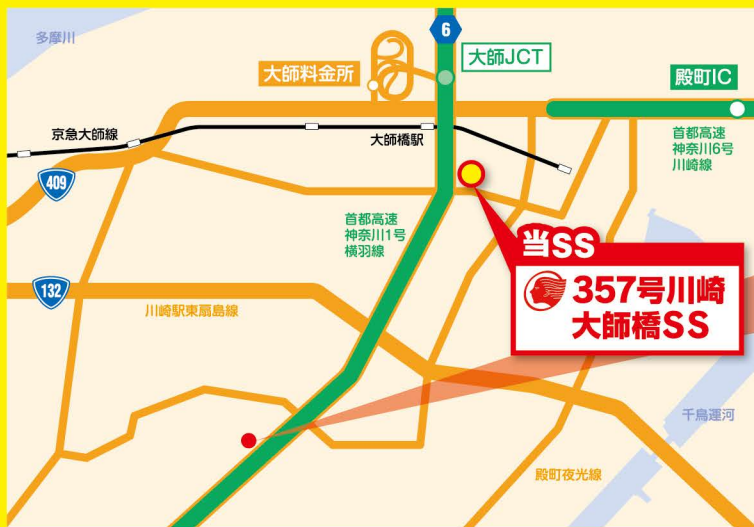 多摩川
6
大師JCT
大師料金所
殿町IC
京急大師線
大師橋駅
首都高速
神奈川6号
川崎線
409
首都高速
神奈川1号
横羽線
当SS
357号川崎
大師橋SS
132
川崎駅東扇島線
千鳥運河
殿町夜光線